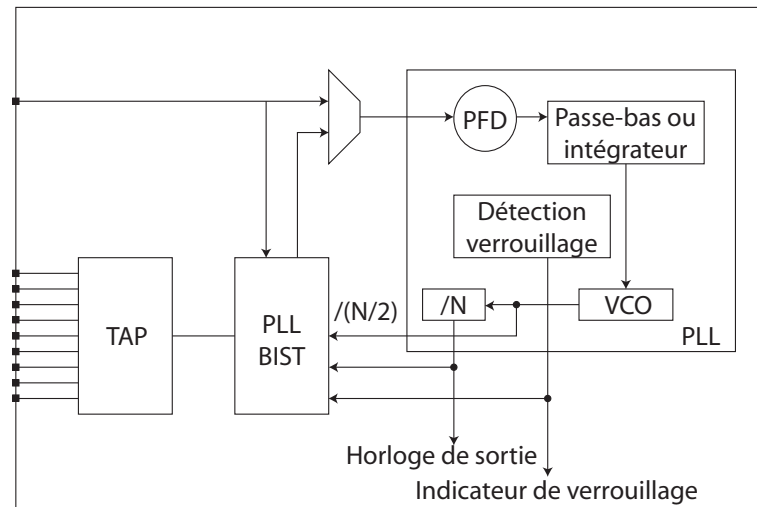 PFD
Passe-bas ou
intégrateur
Détection
verrouillage
/(N/2)
/N
VCO
PLL
TAP
PLL
BIST
Horloge de sortie
Indicateur de verrouillage